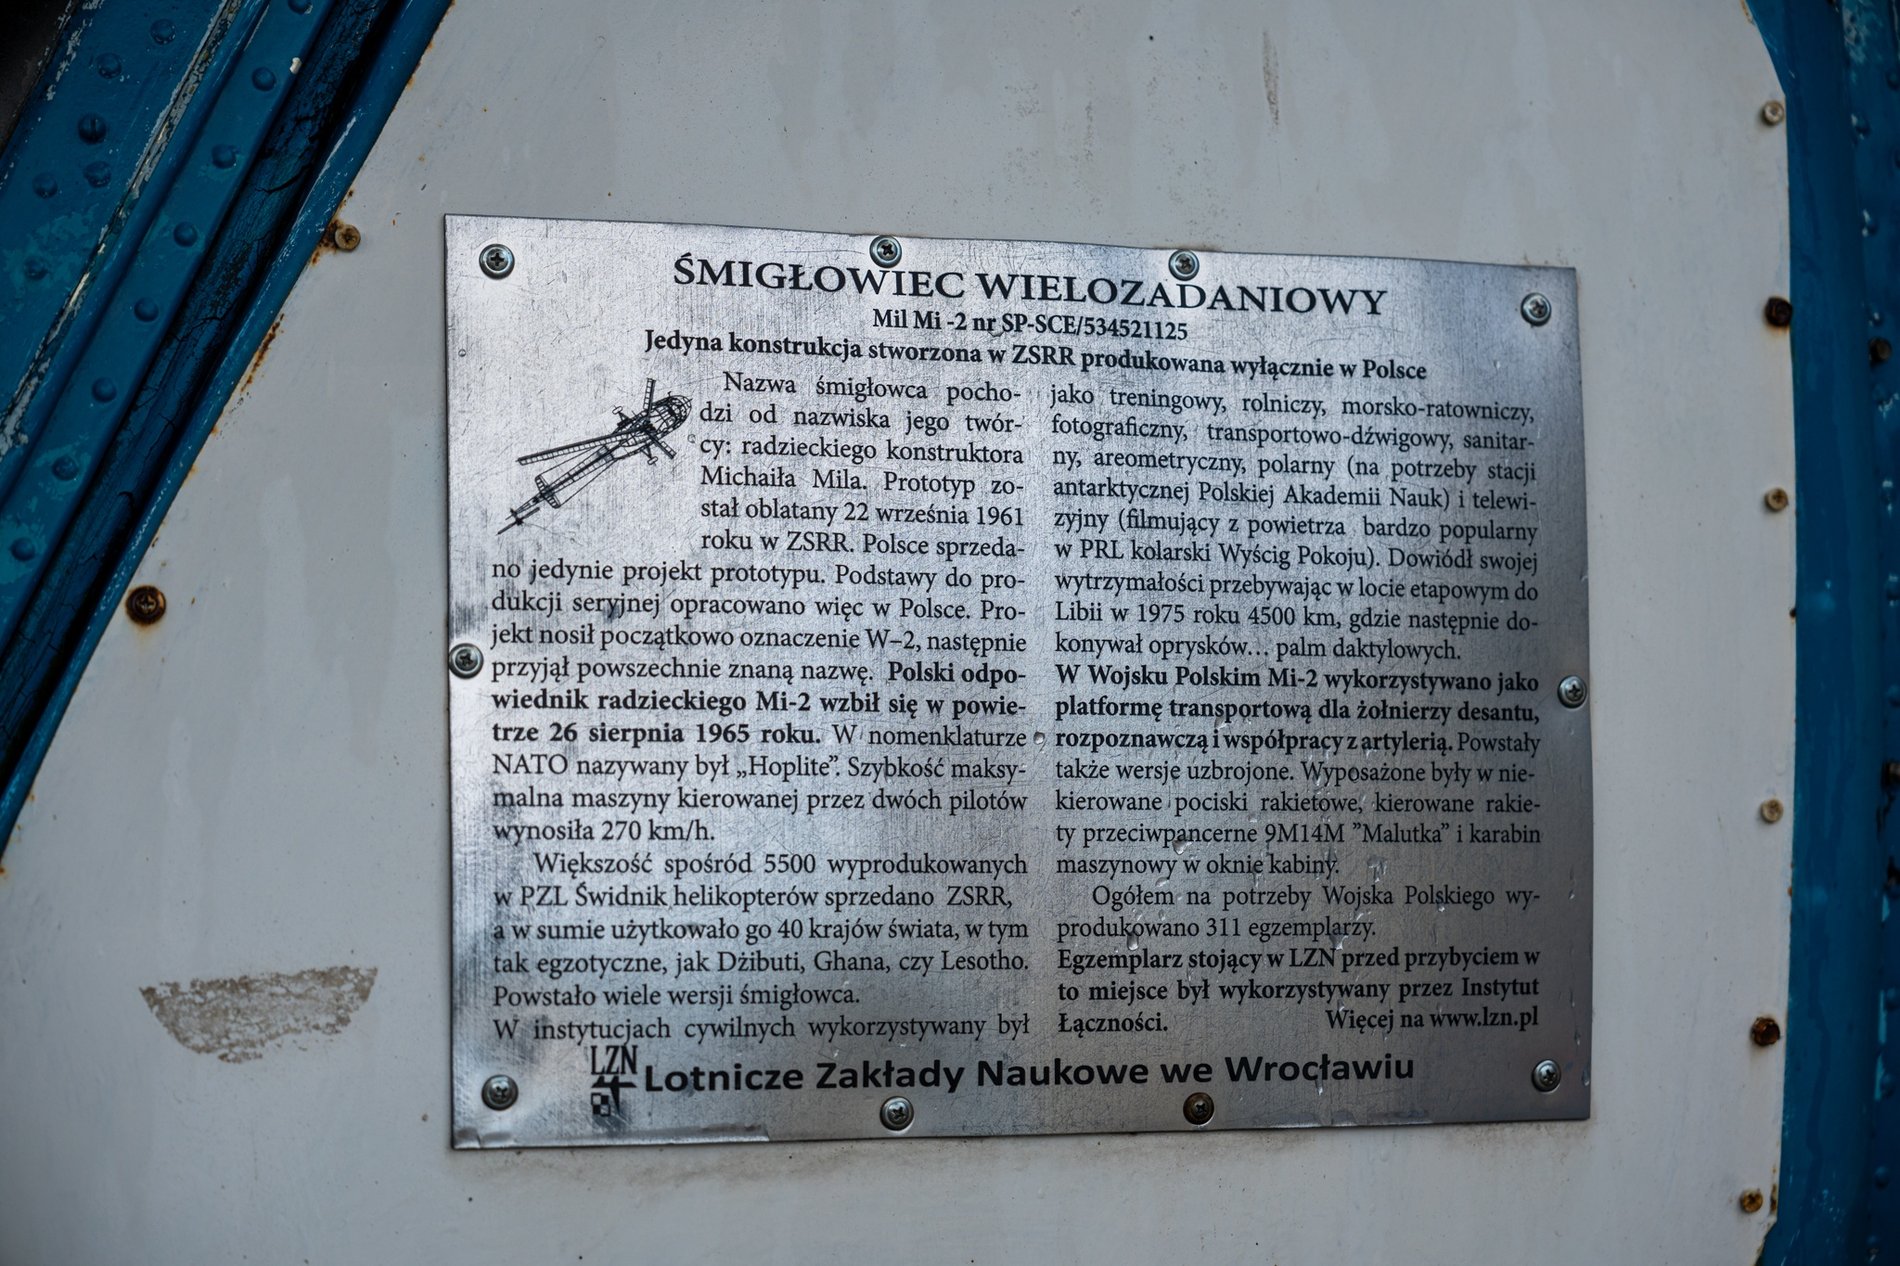 ŚMIGŁOWIEC WIELOZADANIOWY
Mil Mi -2 nr SP-SCE/534521125
Jedyna konstrukcja stworzona w ZSRR produkowana wyłącznie w Polsce
Nazwa śmigłowca pocho-
dzi od nazwiska jego twór-
cy: radzieckiego konstruktora
Michaiła Mila. Prototyp zo-
stał oblatany 22 września 1961
roku w ZSRR. Polsce sprzeda-
no jedynie projekt prototypu. Podstawy do pro-
dukcji seryjnej opracowano więc w Polsce. Pro-
jekt nosił początkowo oznaczenie W–2, następnie
przyjął powszechnie znaną nazwę. Polski odpo-
wiednik radzieckiego Mi-2 wzbił się w powie-
trze 26 sierpnia 1965 roku. W nomenklaturze
NATO nazywany był „Hoplite”. Szybkość maksy-
malna maszyny kierowanej przez dwóch pilotów
wynosiła 270 km/h.
Większość spośród 5500 wyprodukowanych
w PZL Świdnik helikopterów sprzedano ZSRR,
a w sumie użytkowało go 40 krajów świata, w tym
tak egzotyczne, jak Dżibuti, Ghana, czy Lesotho.
Powstało wiele wersji śmigłowca.
W instytucjach cywilnych wykorzystywany był
jako treningowy, rolniczy, morsko-ratowniczy,
fotograficzny, transportowo-dźwigowy, sanitar-
ny, areometryczny, polarny (na potrzeby stacji
antarktycznej Polskiej Akademii Nauk) i telewi-
zyjny (filmujący z powietrza bardzo popularny
w PRL kolarski Wyścig Pokoju). Dowiódł swojej
wytrzymałości przebywając w locie etapowym do
Libii w 1975 roku 4500 km, gdzie następnie do-
konywał oprysków… palm daktylowych.
W Wojsku Polskim Mi-2 wykorzystywano jako
platformę transportową dla żołnierzy desantu,
rozpoznawczą i współpracy z artylerią. Powstały
także wersje uzbrojone. Wyposażone były w nie-
kierowane pociski rakietowe, kierowane rakie-
ty przeciwpancerne 9M14M ”Malutka” i karabin
maszynowy w oknie kabiny.
Ogółem na potrzeby Wojska Polskiego wy-
produkowano 311 egzemplarzy.
Egzemplarz stojący w LZN przed przybyciem w
to miejsce był wykorzystywany przez Instytut
Łączności. Więcej na www.lzn.pl
LZN
Lotnicze Zakłady Naukowe we Wrocławiu